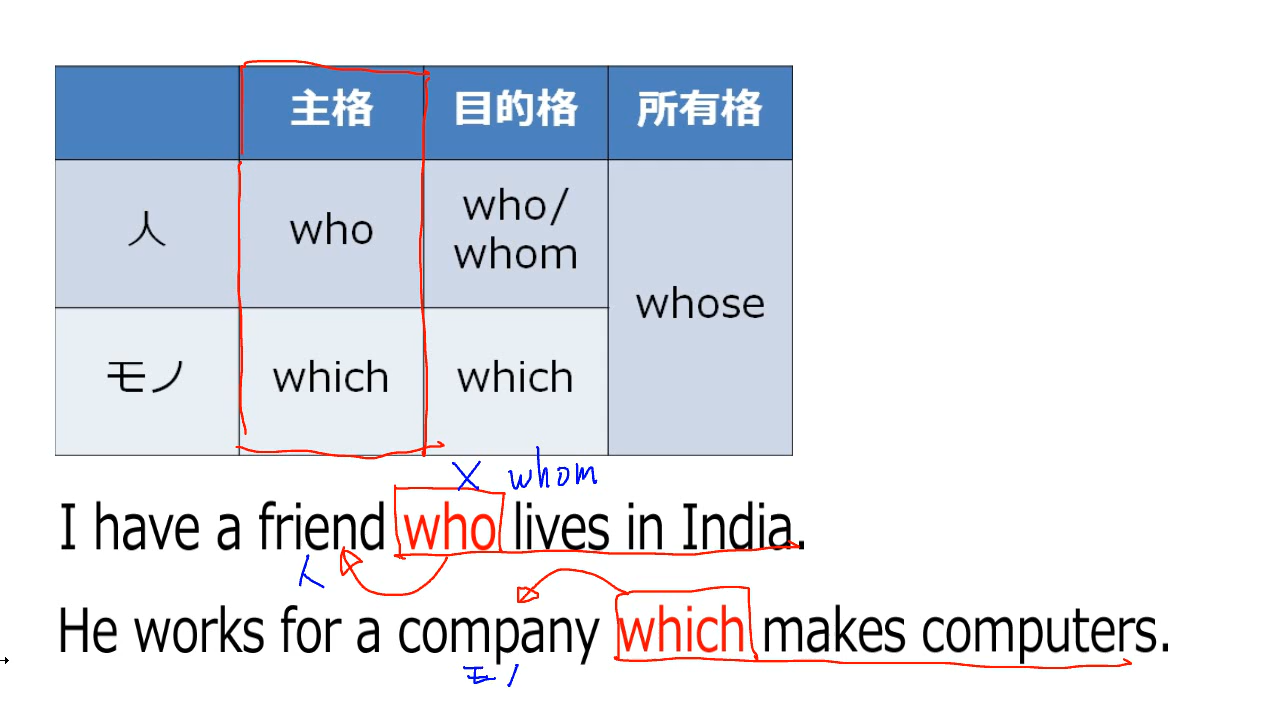 主格 目的格 所有格
人 who who/ whom whose
モノ which which
× whom
I have a friend who lives in India.
人
He works for a company which makes computers.
モノ